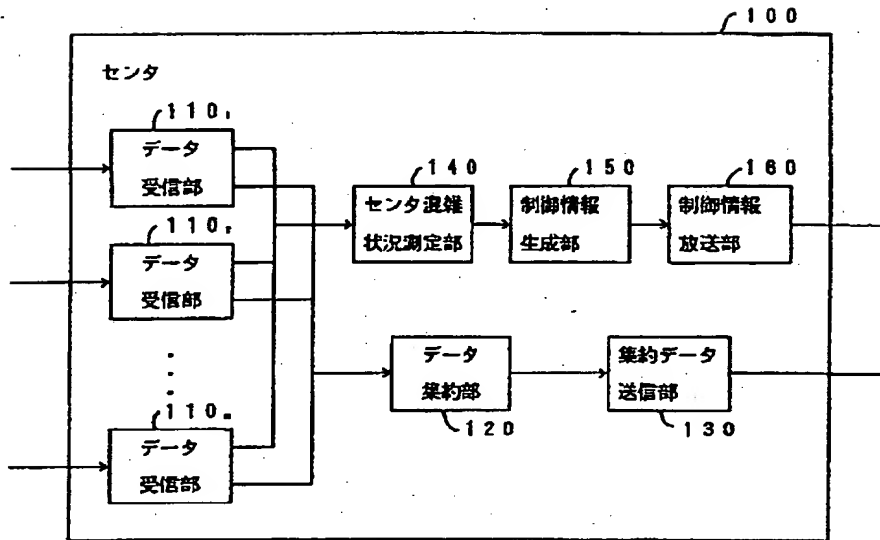 100
センタ
110₁
データ
受信部
110₂
データ
受信部
110ₙ
データ
受信部
140
センタ混雑
状況測定部
150
制御情報
生成部
160
制御情報
放送部
データ
集約部
120
集約データ
送信部
130